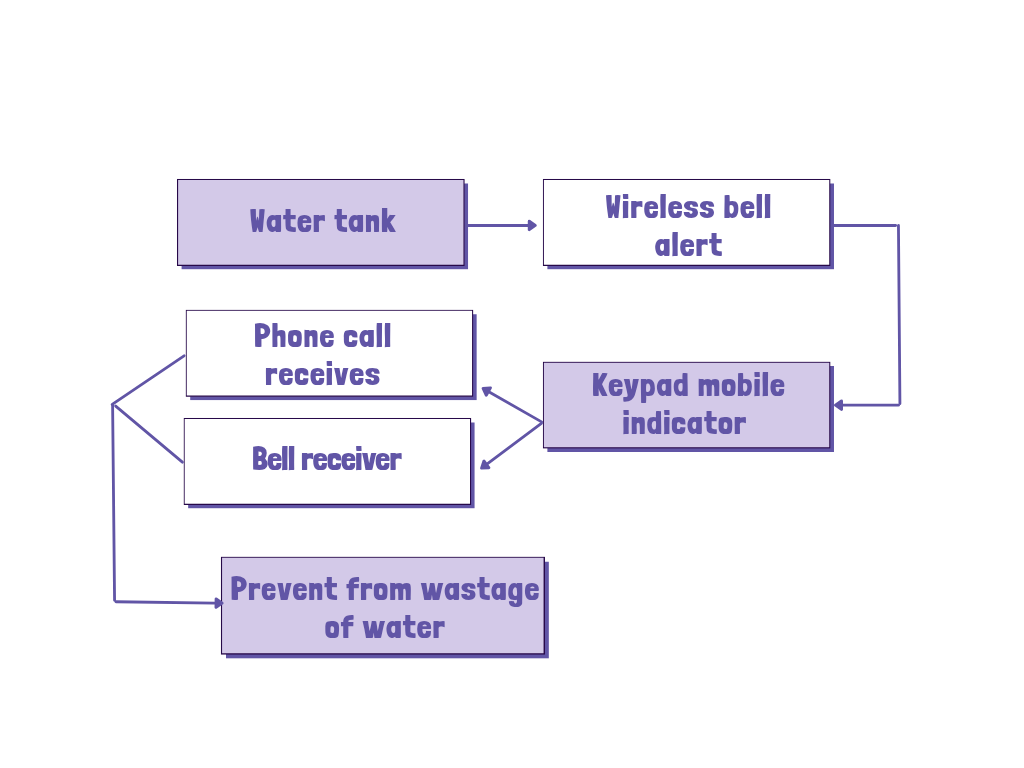 Water tank
Wireless bell
alert
Phone call
receives
Keypad mobile
indicator
Bell receiver
Prevent from wastage
of water